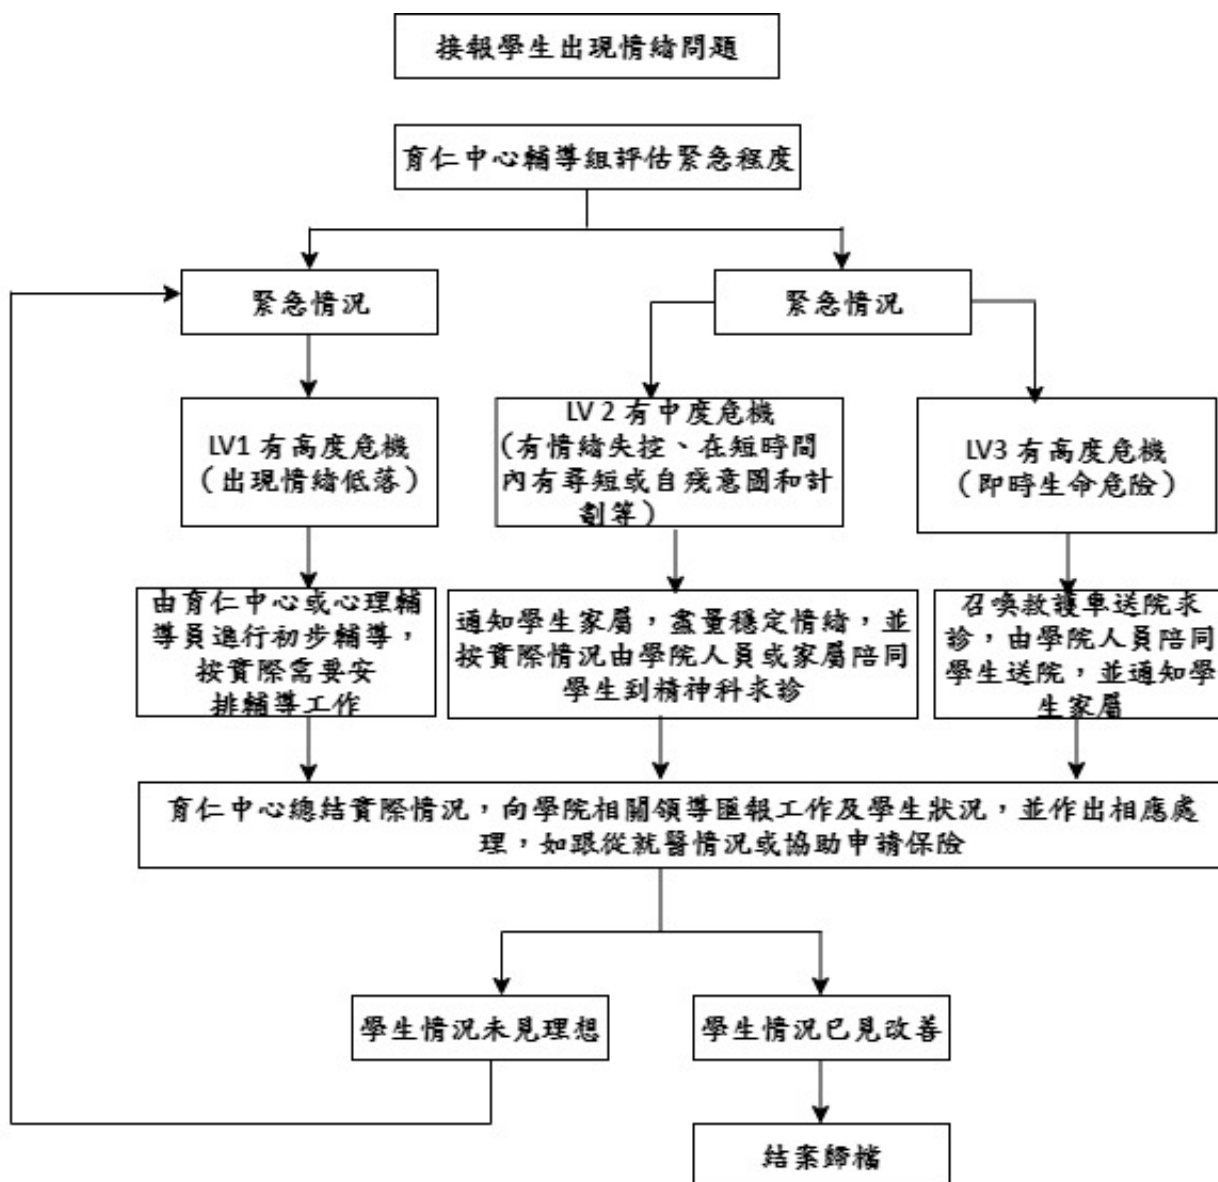 接報學生出現情緒問題
育仁中心輔導組評估緊急程度
緊急情況
緊急情況
LV1 有高度危機
（出現情緒低落）
LV 2 有中度危機
（有情緒失控、在短時間
內有尋短或自殘意圖和計
劃等）
LV3 有高度危機
（即時生命危險）
由育仁中心或心理輔
導員進行初步輔導，
按實際需要安
排輔導工作
通知學生家屬，盡量穩定情緒，並
按實際情況由學院人員或家屬陪同
學生到精神科求診
召喚救護車送院求
診，由學院人員陪同
學生送院，並通知學
生家屬
育仁中心總結實際情況，向學院相關領導匯報工作及學生狀況，並作出相應處
理，如跟從就醫情況或協助申請保險
學生情況未見理想
學生情況已見改善
結案歸檔